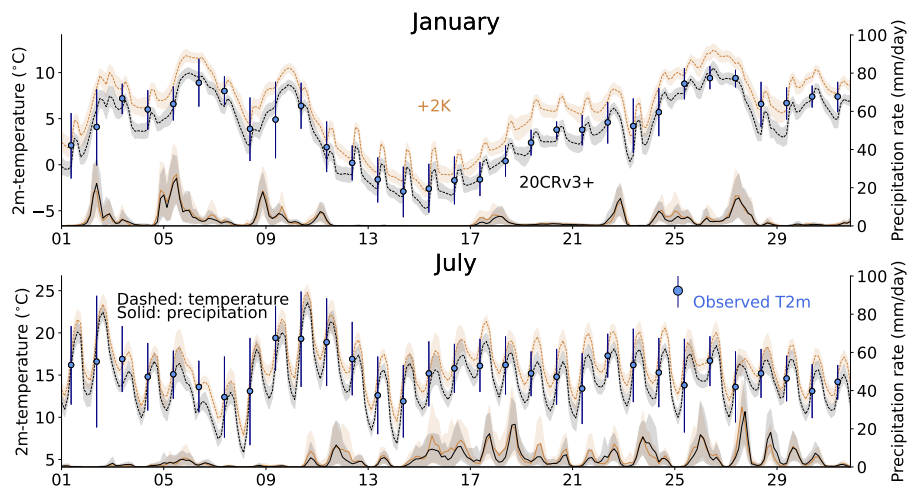 January
2m-temperature (°C)
10
5
0
−5
+2K
20CRv3+
100
80
60
40
20
0
Precipitation rate (mm/day)
01 05 09 13 17 21 25 29
July
2m-temperature (°C)
25
20
15
10
5
Dashed: temperature
Solid: precipitation
Observed T2m
100
80
60
40
20
0
Precipitation rate (mm/day)
01 05 09 13 17 21 25 29